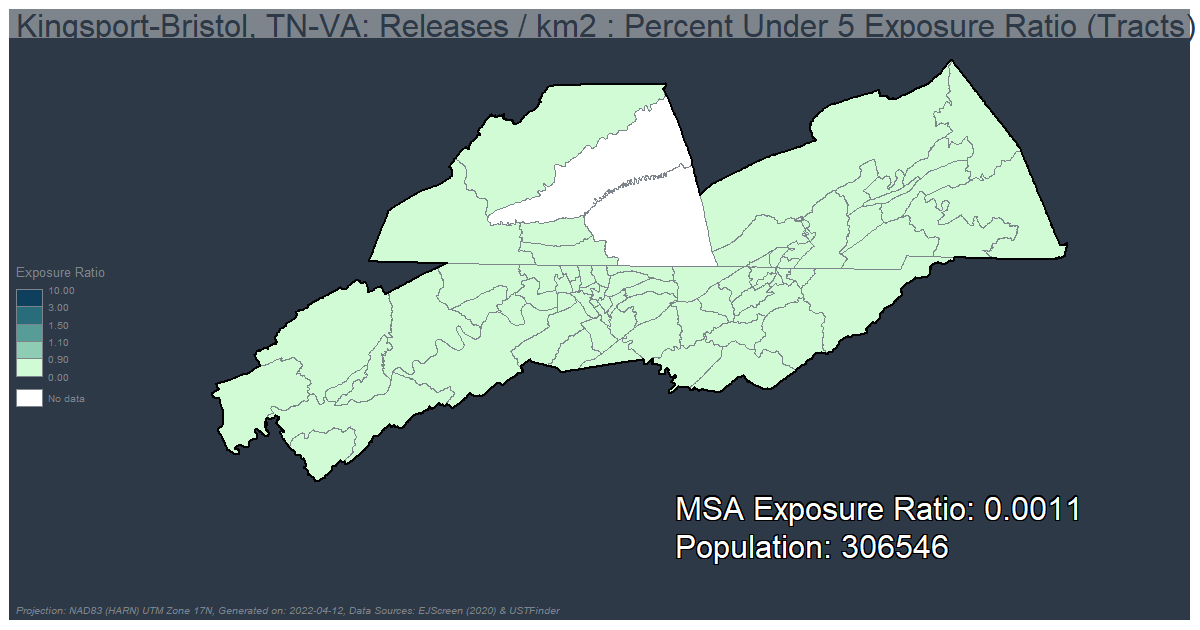 Kingsport-Bristol, TN-VA: Releases / km2 : Percent Under 5 Exposure Ratio (Tracts)
Exposure Ratio
10.00
3.00
1.50
1.10
0.90
0.00
No data
MSA Exposure Ratio: 0.0011
Population: 306546
Projection: NAD83 (HARN) UTM Zone 17N, Generated on: 2022-04-12, Data Sources: EJScreen (2020) & USTFinder